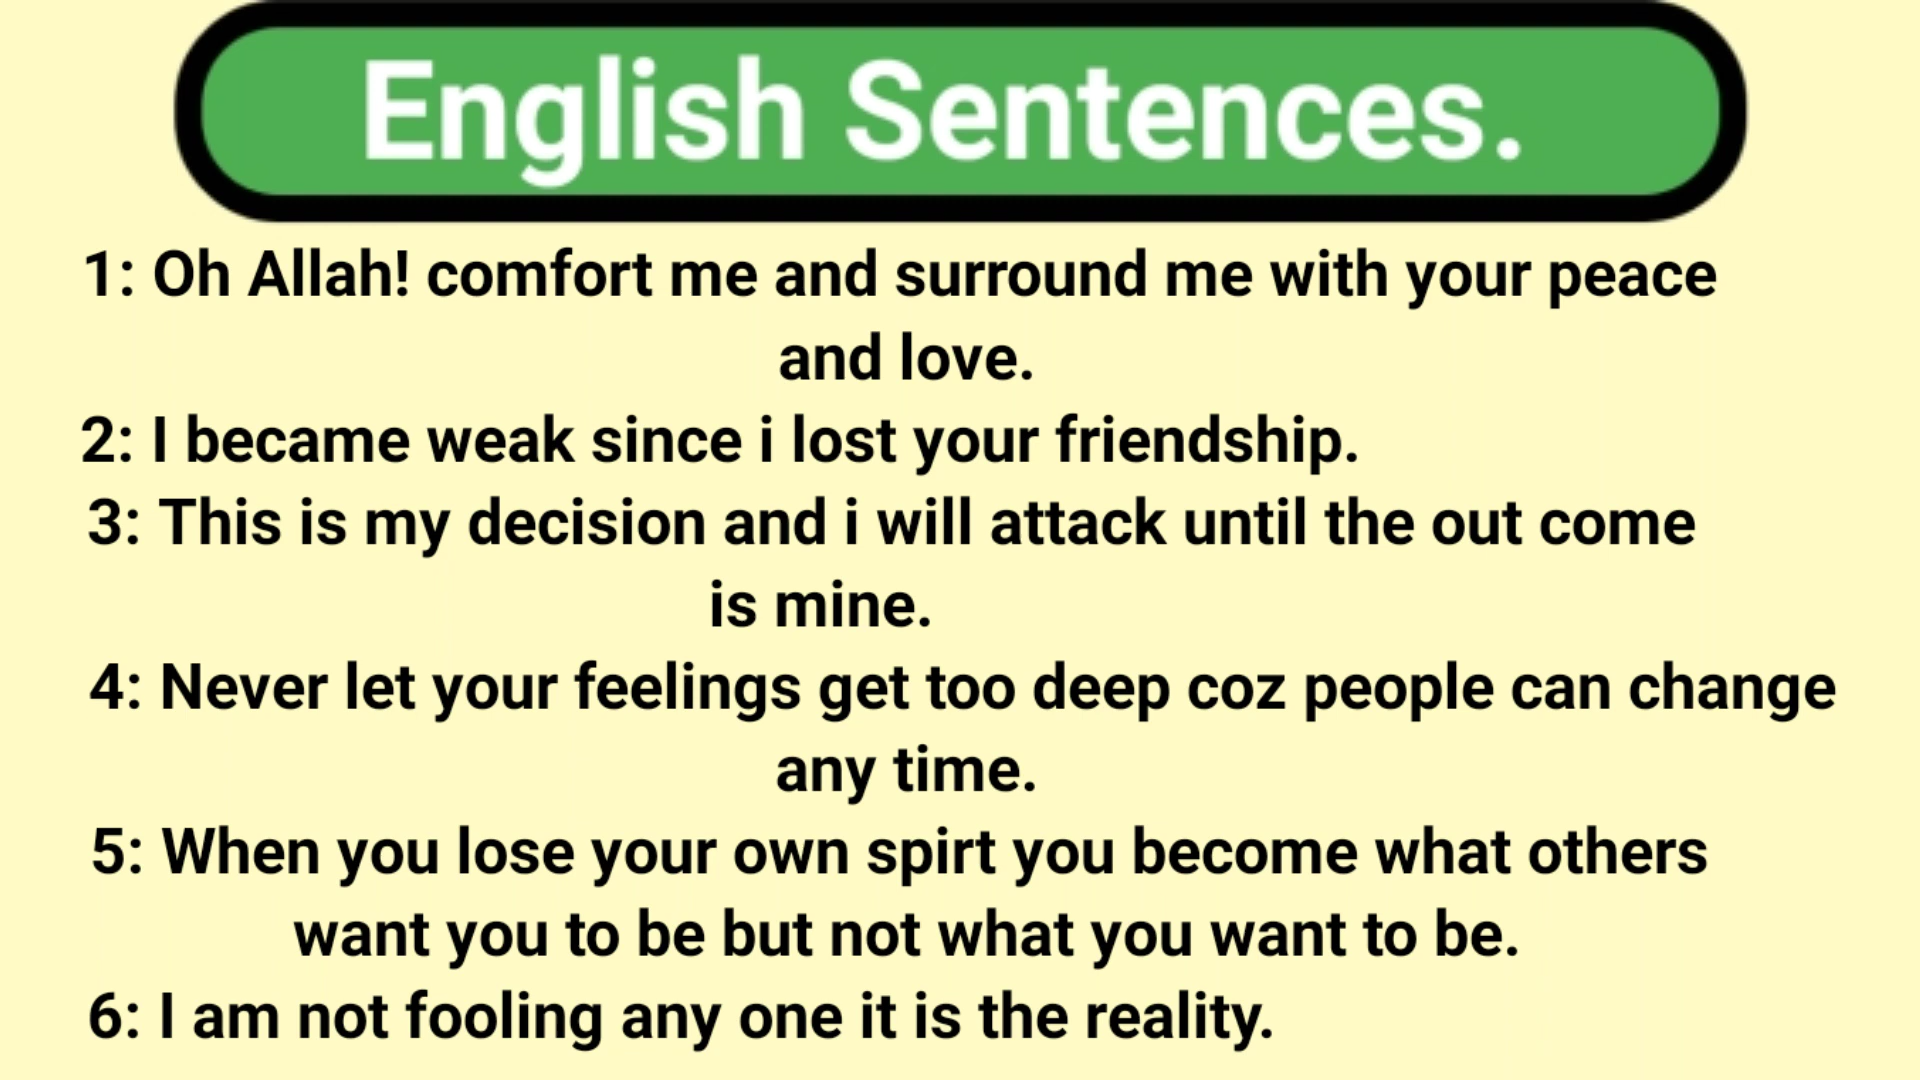 English Sentences.
1: Oh Allah! comfort me and surround me with your peace
and love.
2: I became weak since i lost your friendship.
3: This is my decision and i will attack until the out come
is mine.
4: Never let your feelings get too deep coz people can change
any time.
5: When you lose your own spirt you become what others
want you to be but not what you want to be.
6: I am not fooling any one it is the reality.